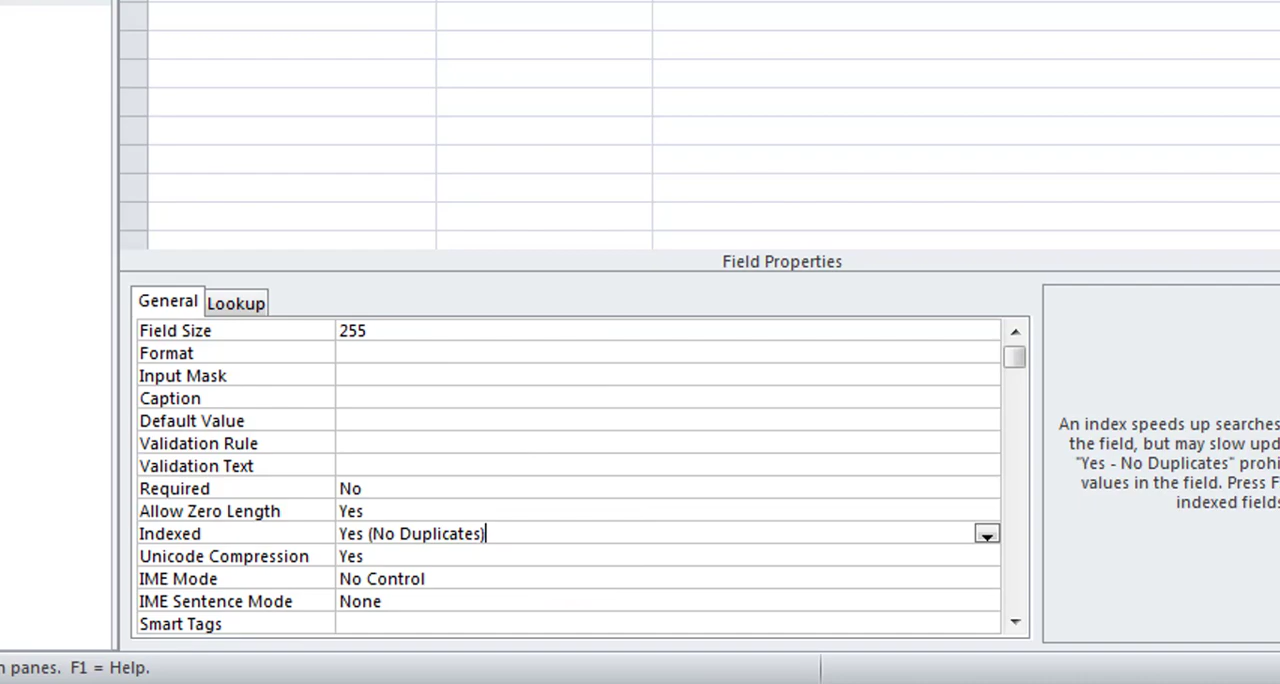 Field Properties
General Lookup
Field Size 255
Format
Input Mask
Caption
Default Value
Validation Rule
Validation Text
Required No
Allow Zero Length Yes
Indexed Yes (No Duplicates)
Unicode Compression Yes
IME Mode No Control
IME Sentence Mode None
Smart Tags
An index speeds up searches
the field, but may slow upd
"Yes - No Duplicates" prohi
values in the field. Press F
indexed fields
n panes. F1 = Help.